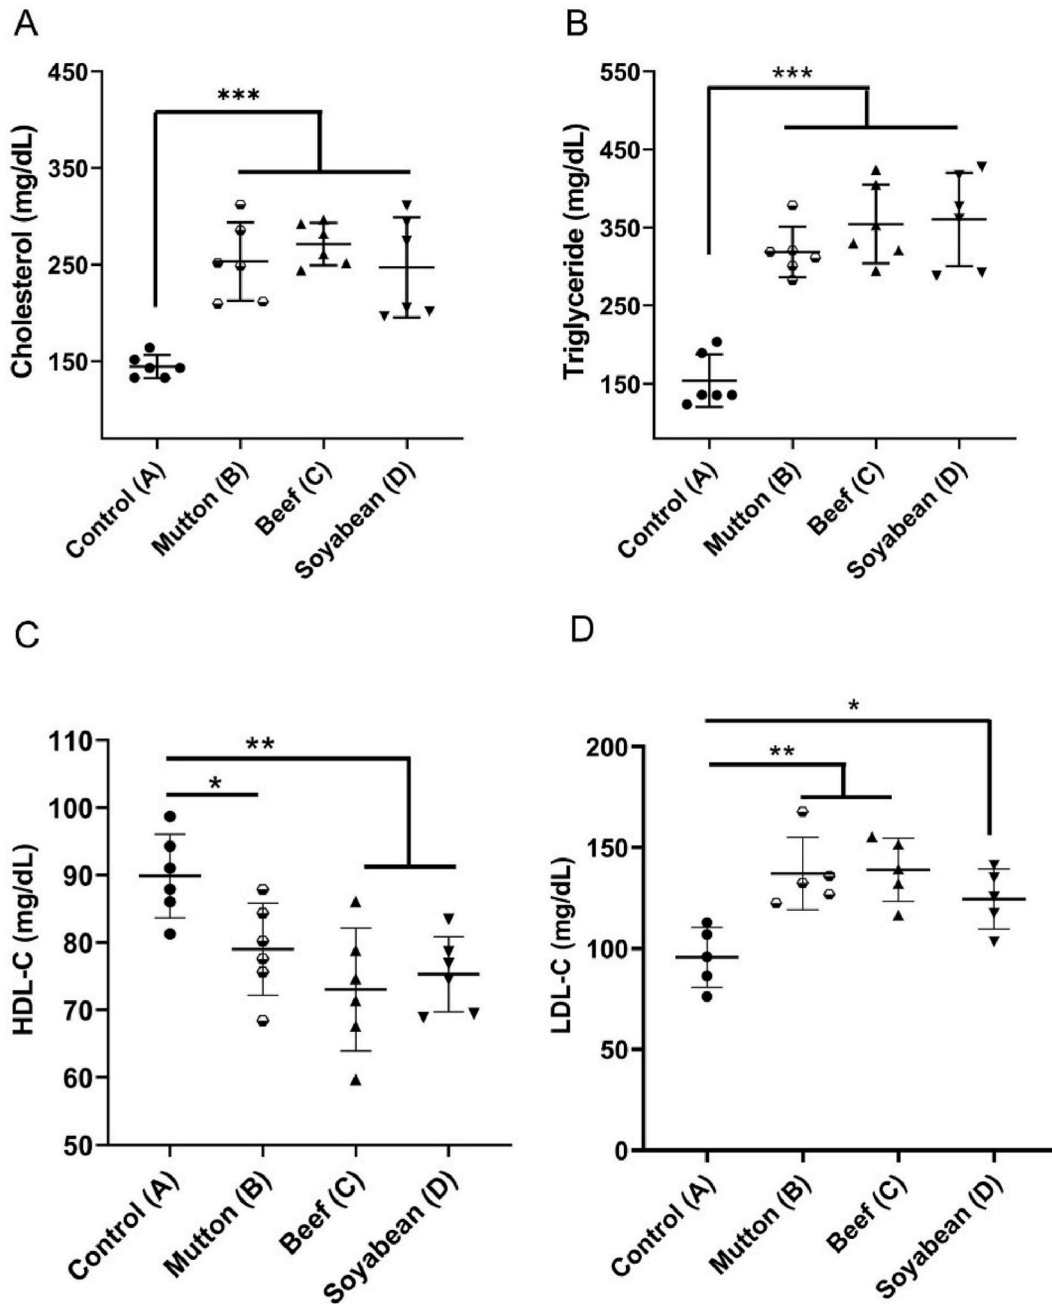 A
Cholesterol (mg/dL)
450
350
250
150
***
Control (A)
Mutton (B)
Beef (C)
Soyabean (D)
B
Triglyceride (mg/dL)
550
450
350
250
150
***
Control (A)
Mutton (B)
Beef (C)
Soyabean (D)
C
HDL-C (mg/dL)
110
100
90
80
70
60
50
**
*
Control (A)
Mutton (B)
Beef (C)
Soyabean (D)
D
LDL-C (mg/dL)
200
150
100
50
0
*
**
Control (A)
Mutton (B)
Beef (C)
Soyabean (D)